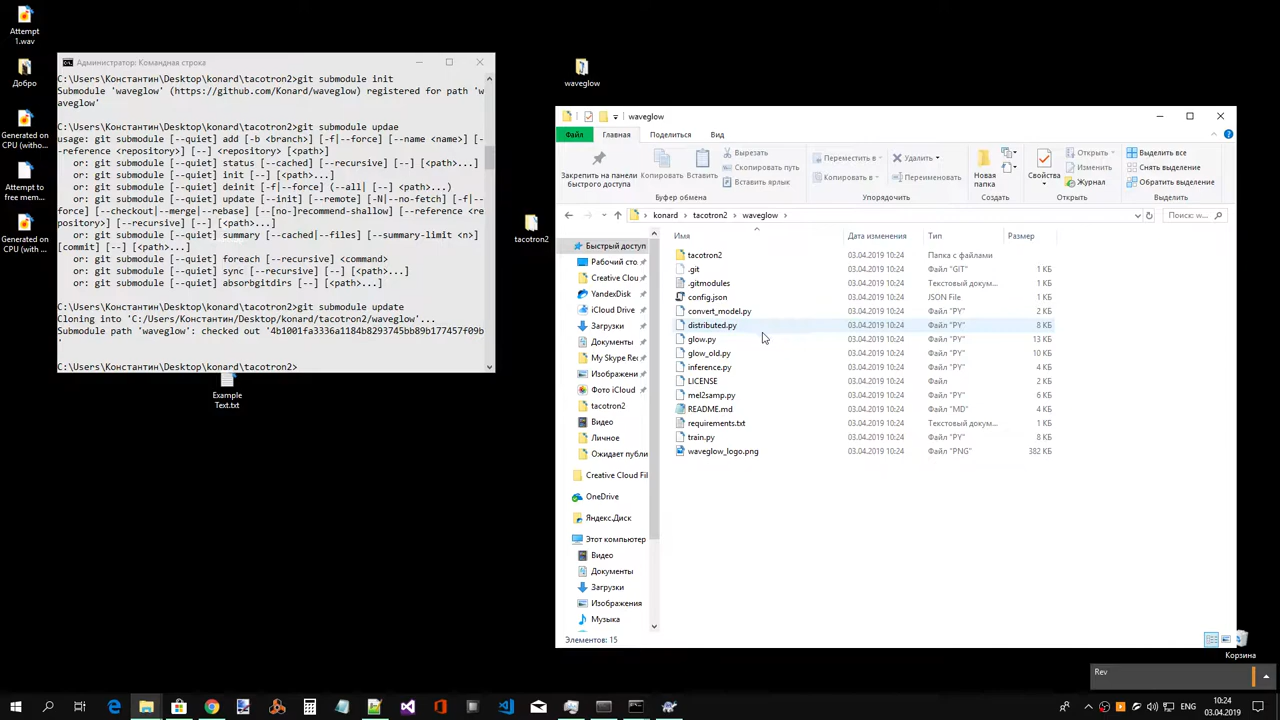 Attempt
1.wav
Добро
Generated on
CPU (witho...
Attempt to
free mem...
Generated on
CPU (with ...
Администратор: Командная строка
C:\Users\Константин\Desktop\konard\tacotron2>git submodule init
Submodule 'waveglow' (https://github.com/Konard/waveglow) registered for path 'w
aveglow'
C:\Users\Константин\Desktop\konard\tacotron2>git submodule updae
usage: git submodule [--quiet] add [-b <branch>] [-f|--force] [--name <name>] [-
-reference <repository>] [--] <repository> [<path>]
or: git submodule [--quiet] status [--cached] [--recursive] [--] [<path>...]
or: git submodule [--quiet] init [--] [<path>...]
or: git submodule [--quiet] deinit [-f|--force] (--all| [--] <path>...)
or: git submodule [--quiet] update [--init] [--remote] [-N|--no-fetch] [-f|--f
orce] [--checkout|--merge|--rebase] [--[no-]recommend-shallow] [--reference <re
pository>] [--recursive] [--] [<path>...]
or: git submodule [--quiet] summary [--cached|--files] [--summary-limit <n>]
[commit] [--] [<path>...]
or: git submodule [--quiet] foreach [--recursive] <command>
or: git submodule [--quiet] sync [--recursive] [--] [<path>...]
or: git submodule [--quiet] absorbgitdirs [--] [<path>...]
C:\Users\Константин\Desktop\konard\tacotron2>git submodule update
Cloning into 'C:/Users/Константин/Desktop/konard/tacotron2/waveglow'...
Submodule path 'waveglow': checked out '4b1001fa3336a1184b8293745bb89b177457f09b
'
C:\Users\Константин\Desktop\konard\tacotron2>
Example
Text.txt
tacotron2
waveglow
waveglow
Файл Главная Поделиться Вид
Закрепить на панели
быстрого доступа
Копировать
Вставить
Вырезать
Скопировать путь
Вставить ярлык
Буфер обмена
Переместить в
Копировать в
Удалить
Переименовать
Упорядочить
Новая
папка
Создать
Свойства
Открыть
Изменить
Журнал
Открыть
Выделить все
Снять выделение
Обратить выделение
Выделить
konard > tacotron2 > waveglow >
Поиск: w...
Быстрый доступ
Рабочий сто.
Creative Clou
YandexDisk
iCloud Drive
Загрузки
Документы
My Skype Rec
Изображени
Фото iCloud
tacotron2
Видео
Личное
Ожидает публи
Creative Cloud Fil
OneDrive
Яндекс.Диск
Этот компьютер
Видео
Документы
Загрузки
Изображения
Музыка
Имя Дата изменения Тип Размер
tacotron2 03.04.2019 10:24 Папка с файлами
.git 03.04.2019 10:24 Файл "GIT" 1 КБ
.gitmodules 03.04.2019 10:24 Текстовый докум... 1 КБ
config.json 03.04.2019 10:24 JSON File 1 КБ
convert_model.py 03.04.2019 10:24 Файл "PY" 3 КБ
distributed.py 03.04.2019 10:24 Файл "PY" 8 КБ
glow.py 03.04.2019 10:24 Файл "PY" 13 КБ
glow_old.py 03.04.2019 10:24 Файл "PY" 10 КБ
inference.py 03.04.2019 10:24 Файл "PY" 4 КБ
LICENSE 03.04.2019 10:24 Файл 2 КБ
mel2samp.py 03.04.2019 10:24 Файл "PY" 6 КБ
README.md 03.04.2019 10:24 Файл "MD" 4 КБ
requirements.txt 03.04.2019 10:24 Текстовый докум... 1 КБ
train.py 03.04.2019 10:24 Файл "PY" 8 КБ
waveglow_logo.png 03.04.2019 10:24 Файл "PNG" 382 КБ
Элементов: 15
Корзина
Rev
10:24
03.04.2019